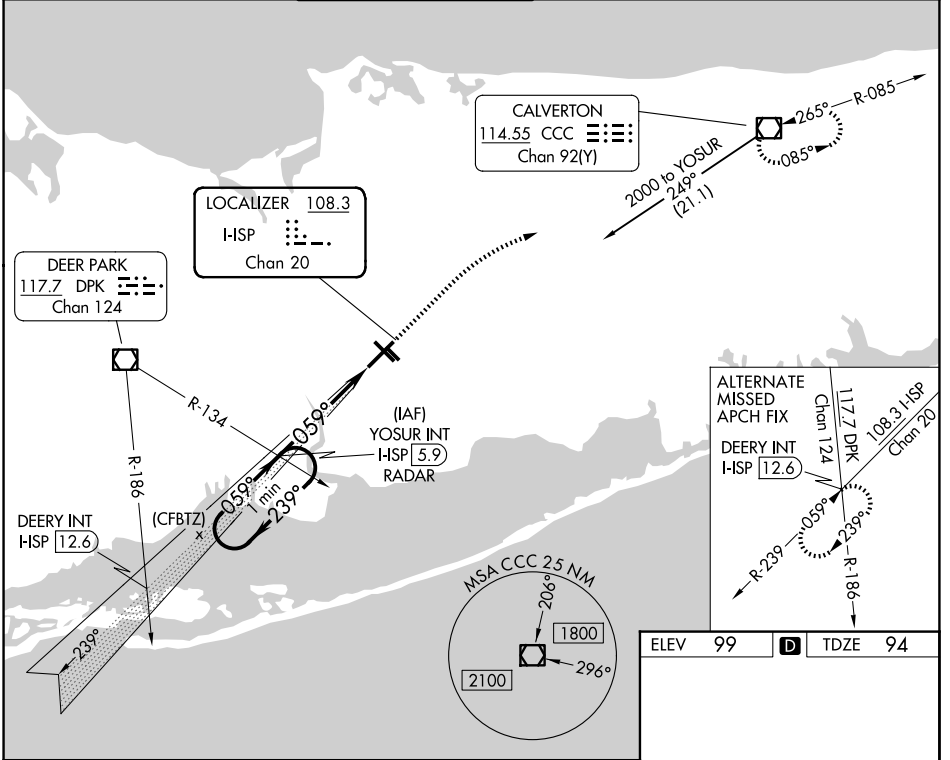 CALVERTON
114.55 CCC
Chan 92(Y)
265°
R-085
085°
2000 to YOSUR
249°
(21.1)
LOCALIZER 108.3
I-ISP
Chan 20
DEER PARK
117.7 DPK
Chan 124
R-134
R-186
059°
(IAF)
YOSUR INT
I-ISP 5.9
RADAR
059°
1 min
239°
(CFBTZ)
x
DEERY INT
I-ISP 12.6
239°
MSA CCC 25 NM
206°
1800
2100
296°
ALTERNATE
MISSED
APCH FIX
117.7 DPK
Chan 124
108.3 I-ISP
Chan 20
DEERY INT
I-ISP 12.6
059°
239°
R-239
R-186
ELEV 99 D TDZE 94